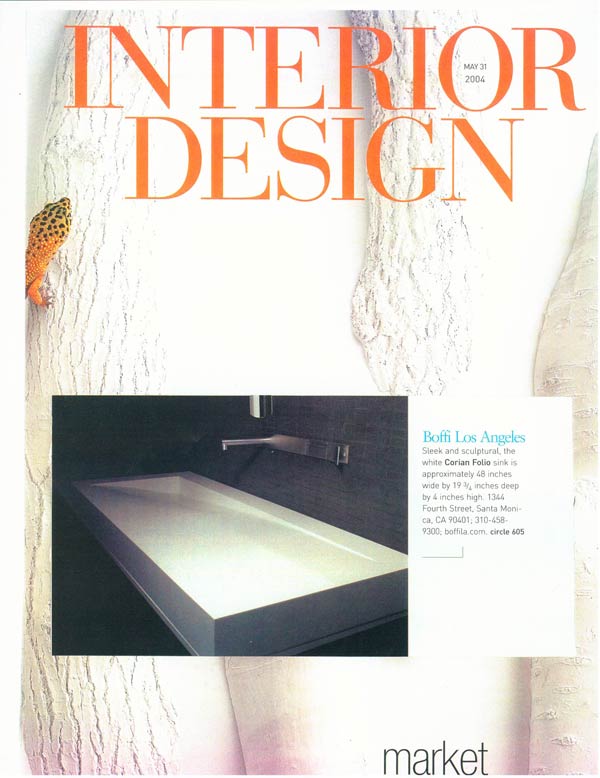 INTERIOR
MAY 31
2004
DESIGN
Boffi Los Angeles
Sleek and sculptural, the
white Corian Folio sink is
approximately 48 inches
wide by 19 3/4 inches deep
by 4 inches high. 1344
Fourth Street, Santa Moni-
ca, CA 90401; 310-458-
9300; boffila.com. circle 605
market